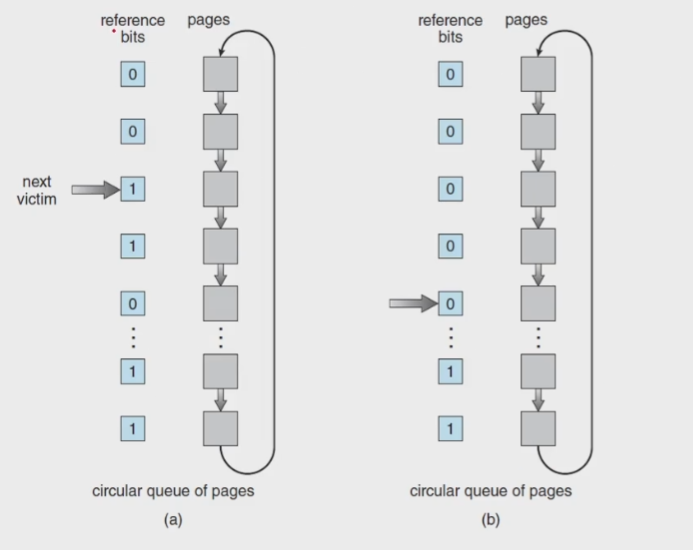 reference bits
pages
0
0
next victim
1
1
0
1
1
circular queue of pages
(a)
reference bits
pages
0
0
0
0
0
1
1
circular queue of pages
(b)